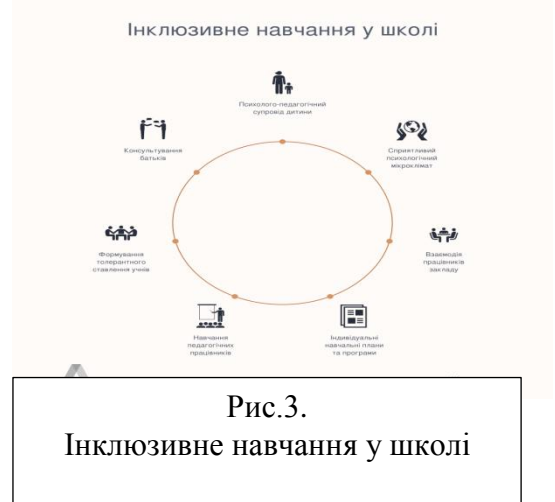 Інклюзивне навчання у школі
Психолого-педагогічний
супровід дитини
Сприятливий
психологічний
мікроклімат
Взаємодія
працівників
закладу
Індивідуальні
навчальні плани
та програми
Навчання
педагогічних
працівників
Формування
толерантного
ставлення учнів
Консультування
батьків
Рис.3.
Інклюзивне навчання у школі